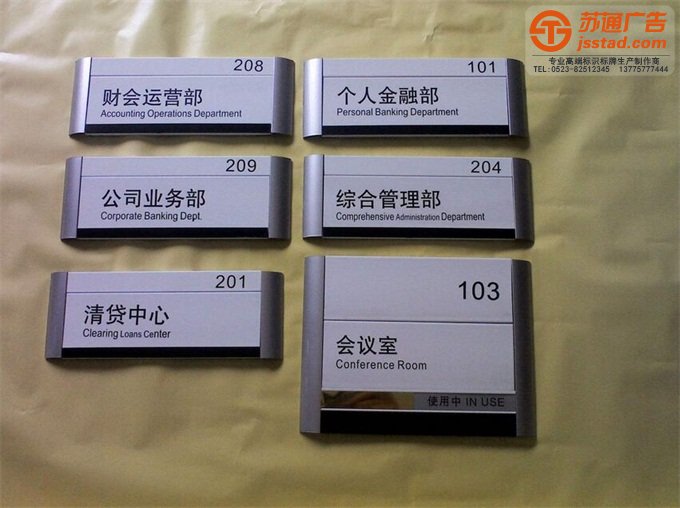 苏通广告
jsstad.com
专业高端标识标牌生产制作商
TEL:0523-82512345 13775777444
208
财会运营部
Accounting Operations Department
101
个人金融部
Personal Banking Department
209
公司业务部
Corporate Banking Dept.
204
综合管理部
Comprehensive Administration Department
201
清贷中心
Clearing Loans Center
103
会议室
Conference Room
使用中 IN USE